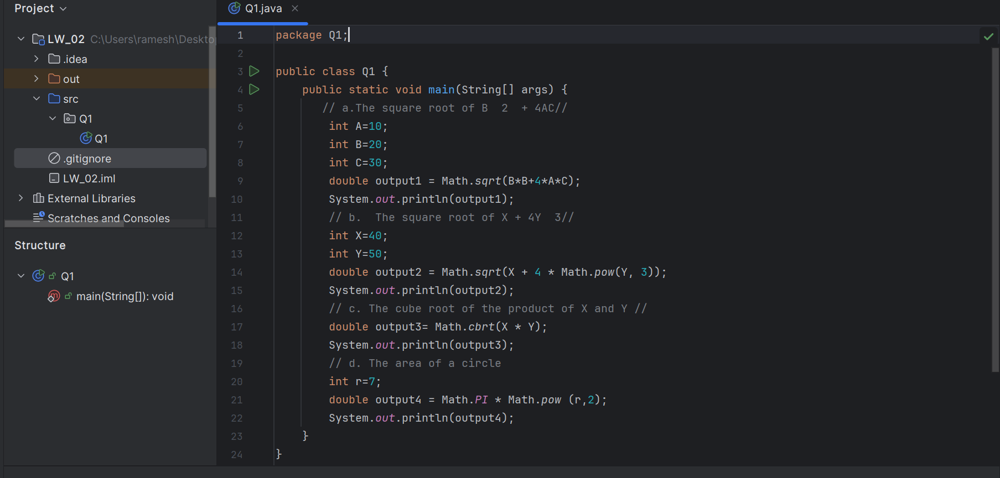 Project
LW_02 C:\Users\ramesh\Deskto
.idea
out
src
Q1
Q1
.gitignore
LW_02.iml
External Libraries
Scratches and Consoles
Structure
Q1
main(String[]): void
Q1.java
1 package Q1;
2
3 public class Q1 {
4 public static void main(String[] args) {
5 // a.The square root of B  2  + 4AC//
6 int A=10;
7 int B=20;
8 int C=30;
9 double output1 = Math.sqrt(B*B+4*A*C);
10 System.out.println(output1);
11 // b.  The square root of X + 4Y  3//
12 int X=40;
13 int Y=50;
14 double output2 = Math.sqrt(X + 4 * Math.pow(Y, 3));
15 System.out.println(output2);
16 // c. The cube root of the product of X and Y //
17 double output3= Math.cbrt(X * Y);
18 System.out.println(output3);
19 // d. The area of a circle
20 int r=7;
21 double output4 = Math.PI * Math.pow (r,2);
22 System.out.println(output4);
23 }
24 }